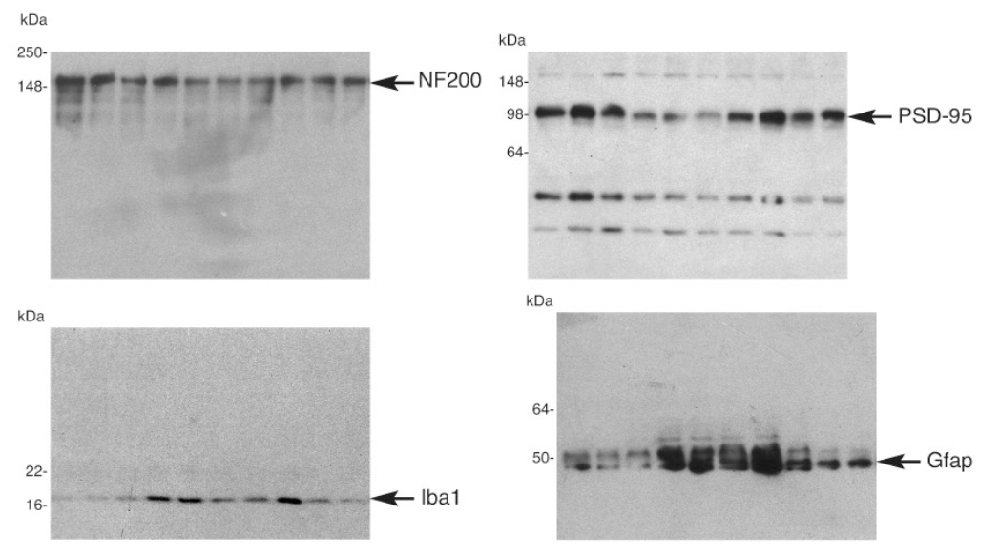 kDa
250-
148-
NF200
kDa
148-
98-
64-
PSD-95
kDa
22-
16-
Iba1
kDa
64-
50-
Gfap